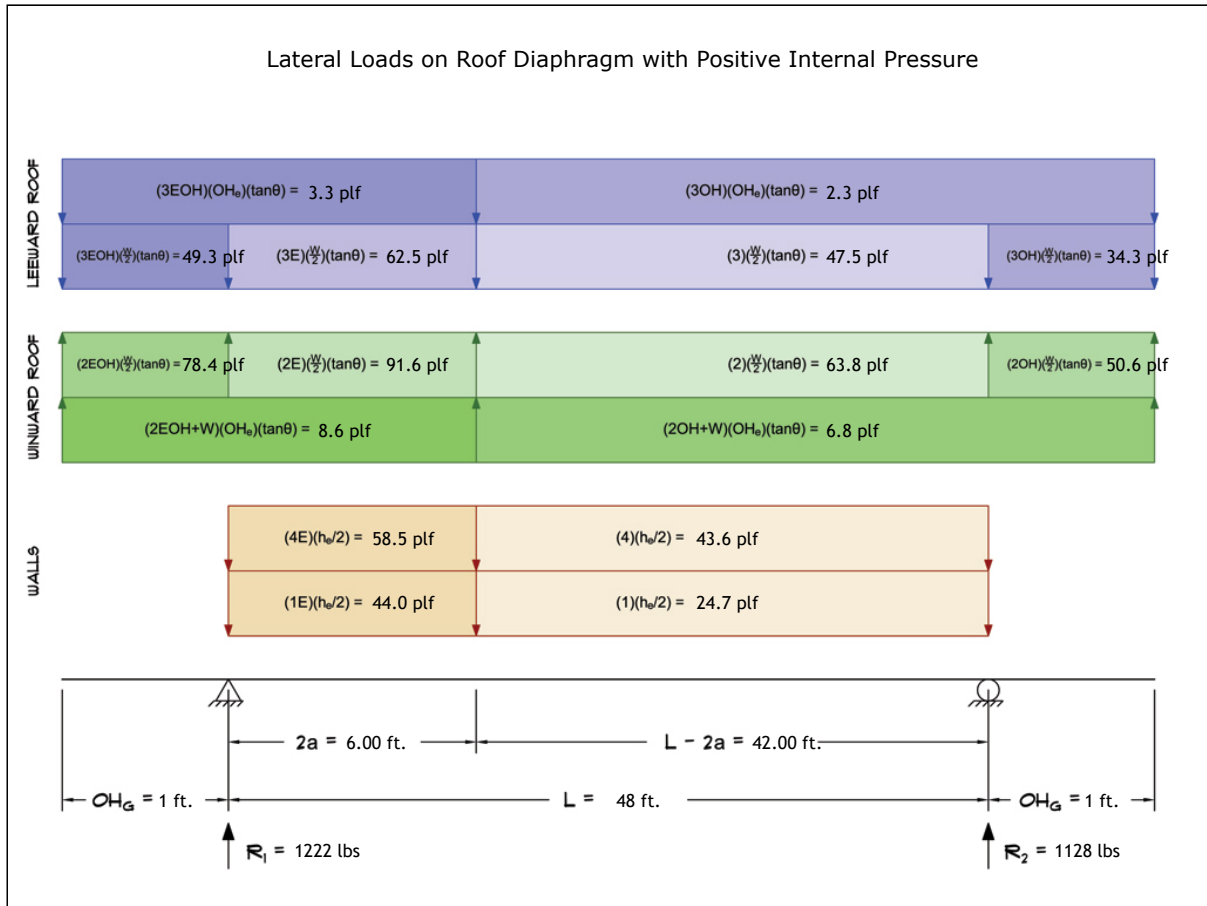 Lateral Loads on Roof Diaphragm with Positive Internal Pressure
LEEWARD ROOF
(3EOH)(OHₑ)(tanθ) = 3.3 plf
(3OH)(OHₑ)(tanθ) = 2.3 plf
(3EOH)(W/2)(tanθ) = 49.3 plf
(3E)(W/2)(tanθ) = 62.5 plf
(3)(W/2)(tanθ) = 47.5 plf
(3OH)(W/2)(tanθ) = 34.3 plf
WINWARD ROOF
(2EOH)(W/2)(tanθ) = 78.4 plf
(2E)(W/2)(tanθ) = 91.6 plf
(2)(W/2)(tanθ) = 63.8 plf
(2OH)(W/2)(tanθ) = 50.6 plf
(2EOH+W)(OHₑ)(tanθ) = 8.6 plf
(2OH+W)(OHₑ)(tanθ) = 6.8 plf
WALLS
(4E)(hₑ/2) = 58.5 plf
(4)(hₑ/2) = 43.6 plf
(1E)(hₑ/2) = 44.0 plf
(1)(hₑ/2) = 24.7 plf
2a = 6.00 ft.
L - 2a = 42.00 ft.
OH_G = 1 ft.
L = 48 ft.
OH_G = 1 ft.
R₁ = 1222 lbs
R₂ = 1128 lbs